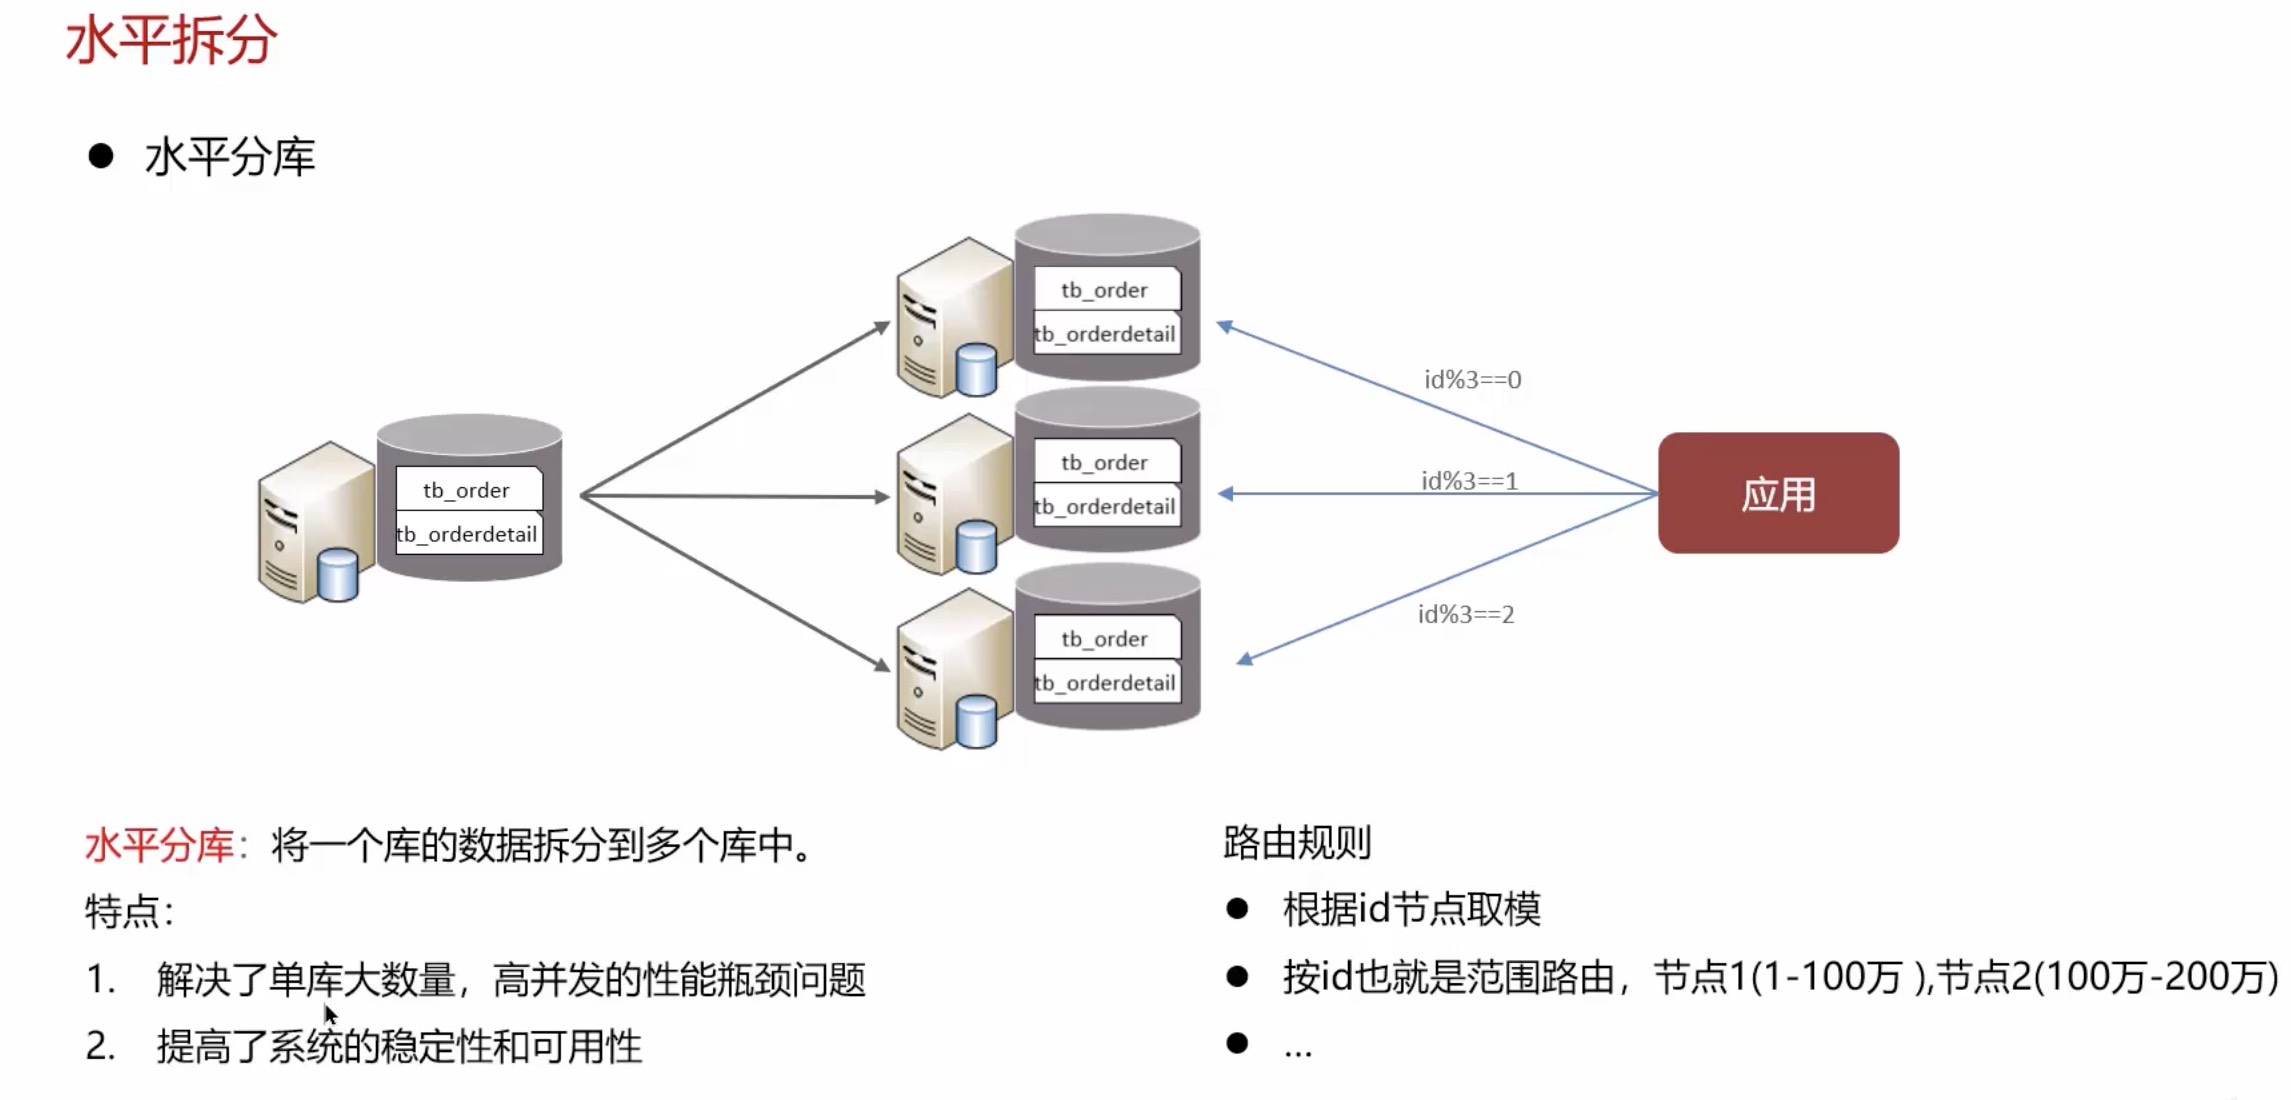 水平拆分
● 水平分库
tb_order
tb_orderdetail
tb_order
tb_orderdetail
tb_order
tb_orderdetail
tb_order
tb_orderdetail
id%3==0
id%3==1
id%3==2
应用
水平分库：将一个库的数据拆分到多个库中。
特点：
1. 解决了单库大数量，高并发的性能瓶颈问题
2. 提高了系统的稳定性和可用性
路由规则
● 根据id节点取模
● 按id也就是范围路由，节点1(1-100万 ),节点2(100万-200万)
● ...